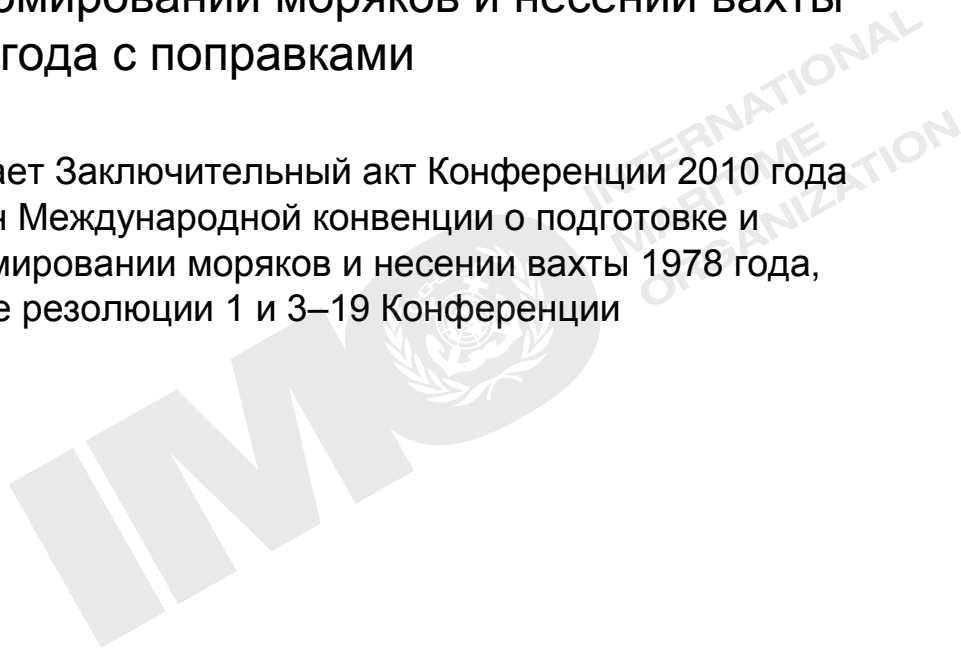 омировании моряков и несении вахты
года с поправками
ает Заключительный акт Конференции 2010 года
н Международной конвенции о подготовке и
мировании моряков и несении вахты 1978 года,
е резолюции 1 и 3–19 Конференции
INTERNATIONAL
MARITIME
ORGANIZATION
IMO